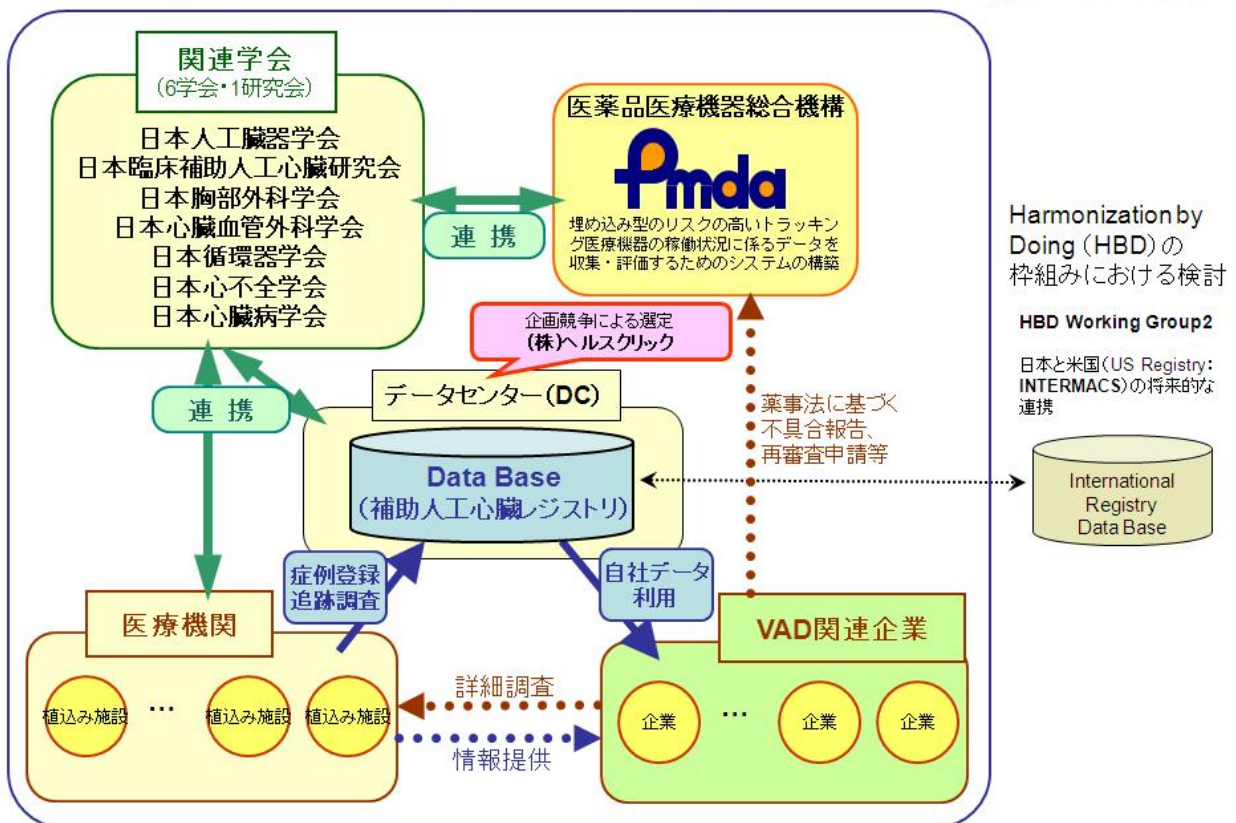 関連学会
(6学会・1研究会)
日本人工臓器学会
日本臨床補助人工心臓研究会
日本胸部外科学会
日本心臓血管外科学会
日本循環器学会
日本心不全学会
日本心臓病学会
医薬品医療機器総合機構
Pmda
埋め込み型のリスクの高いトラッキン
グ医療機器の稼働状況に係るデータを
収集・評価するためのシステムの構築
連 携
企画競争による選定
(株)ヘルスクリック
データセンター(DC)
Data Base
(補助人工心臓レジストリ)
連 携
薬事法に基づく
不具合報告、
再審査申請等
症例登録
追跡調査
自社データ
利用
医療機関
植込み施設
…
植込み施設
植込み施設
詳細調査
情報提供
VAD関連企業
企業
…
企業
企業
Harmonization by
Doing (HBD)の
枠組みにおける検討
HBD Working Group2
日本と米国(US Registry:
INTERMACS)の将来的な
連携
International
Registry
Data Base